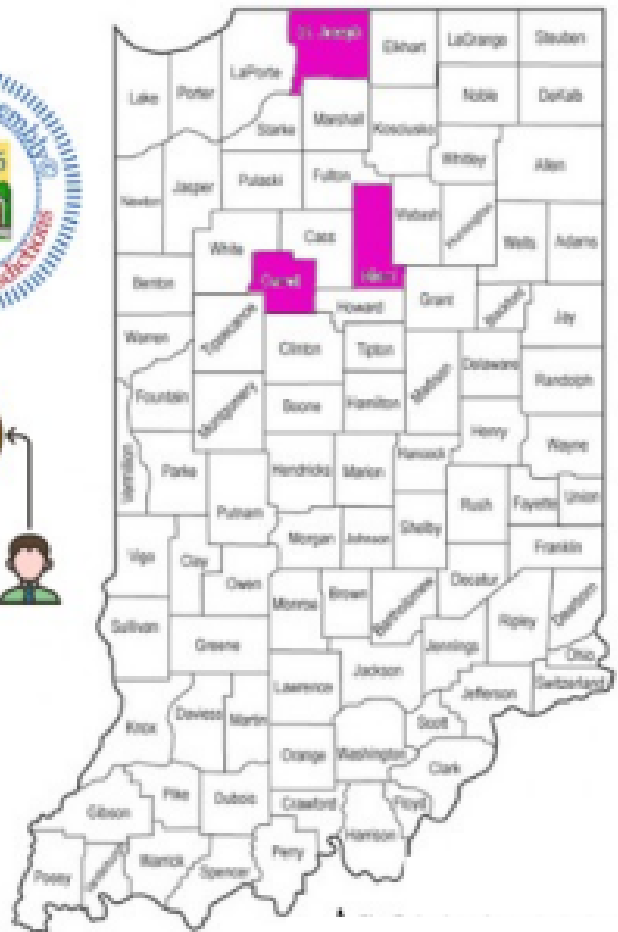 St. Joseph
Elkhart
LaGrange
Steuben
LaPorte
Lake
Porter
Noble
DeKalb
Starke
Marshall
Kosciusko
Whitley
Allen
Newton
Jasper
Pulaski
Fulton
Wabash
Huntington
Wells
Adams
White
Cass
Miami
Benton
Carroll
Howard
Grant
Blackford
Jay
Warren
Tippecanoe
Clinton
Tipton
Madison
Delaware
Randolph
Fountain
Montgomery
Boone
Hamilton
Henry
Wayne
Vermillion
Parke
Hendricks
Marion
Hancock
Putnam
Rush
Fayette
Union
Morgan
Johnson
Shelby
Franklin
Vigo
Clay
Owen
Monroe
Brown
Bartholomew
Decatur
Ripley
Dearborn
Sullivan
Greene
Jennings
Ohio
Jackson
Switzerland
Lawrence
Jefferson
Knox
Daviess
Martin
Scott
Orange
Washington
Clark
Gibson
Pike
Dubois
Crawford
Floyd
Harrison
Posey
Warrick
Spencer
Perry